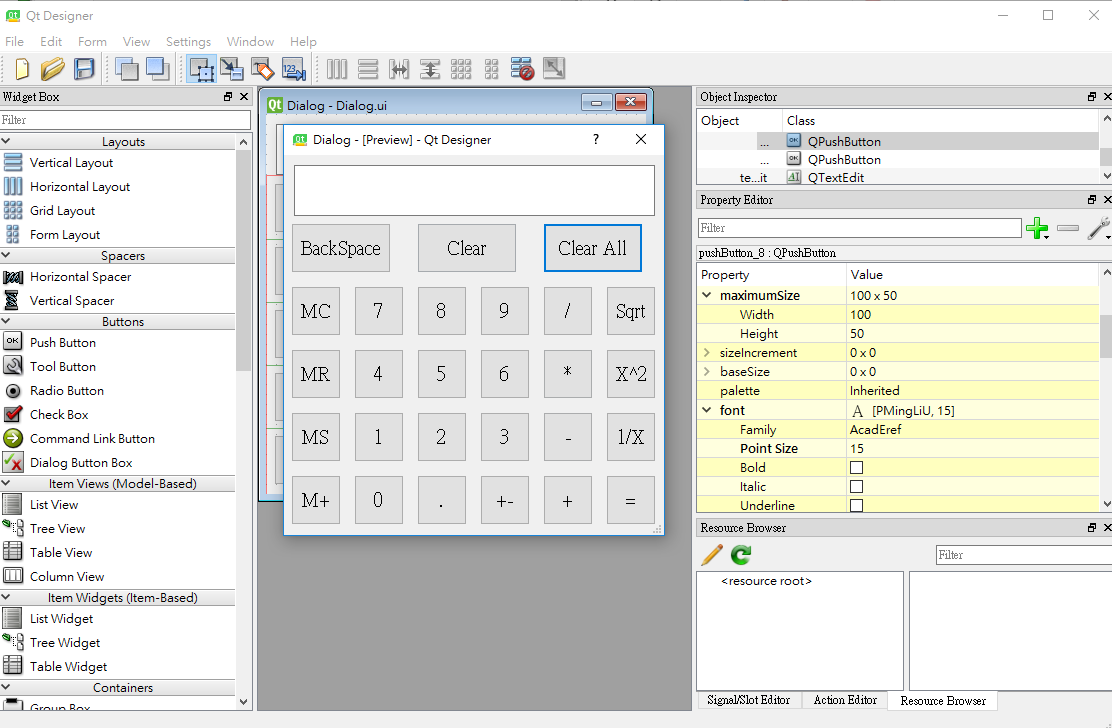 Qt Designer
File Edit Form View Settings Window Help
Widget Box
Filter
Layouts
Vertical Layout
Horizontal Layout
Grid Layout
Form Layout
Spacers
Horizontal Spacer
Vertical Spacer
Buttons
Push Button
Tool Button
Radio Button
Check Box
Command Link Button
Dialog Button Box
Item Views (Model-Based)
List View
Tree View
Table View
Column View
Item Widgets (Item-Based)
List Widget
Tree Widget
Table Widget
Containers
Group Box
Dialog - Dialog.ui
Dialog - [Preview] - Qt Designer ?
BackSpace Clear Clear All
MC 7 8 9 / Sqrt
MR 4 5 6 * X^2
MS 1 2 3 - 1/X
M+ 0 . +- + =
Object Inspector
Object Class
... QPushButton
... QPushButton
te...it QTextEdit
Property Editor
Filter
pushButton_8 : QPushButton
Property Value
maximumSize 100 x 50
Width 100
Height 50
sizeIncrement 0 x 0
baseSize 0 x 0
palette Inherited
font A [PMingLiU, 15]
Family AcadEref
Point Size 15
Bold
Italic
Underline
Resource Browser
Filter
<resource root>
Signal/Slot Editor Action Editor Resource Browser